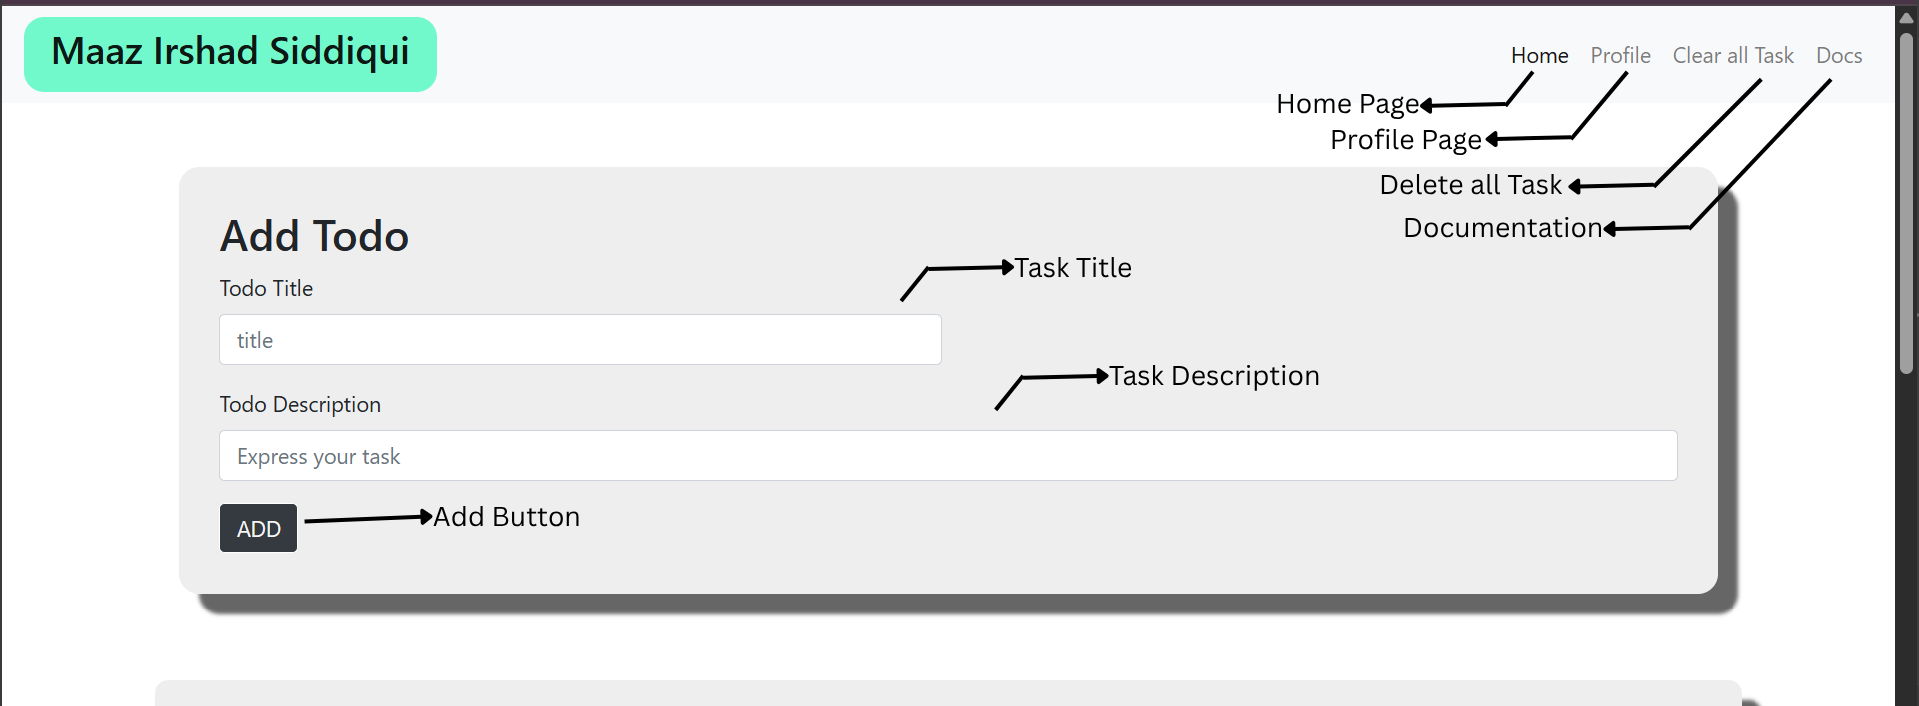 Maaz Irshad Siddiqui
Home Profile Clear all Task Docs
Home Page
Profile Page
Delete all Task
Documentation
Add Todo
Task Title
Todo Title
title
Task Description
Todo Description
Express your task
ADD
Add Button